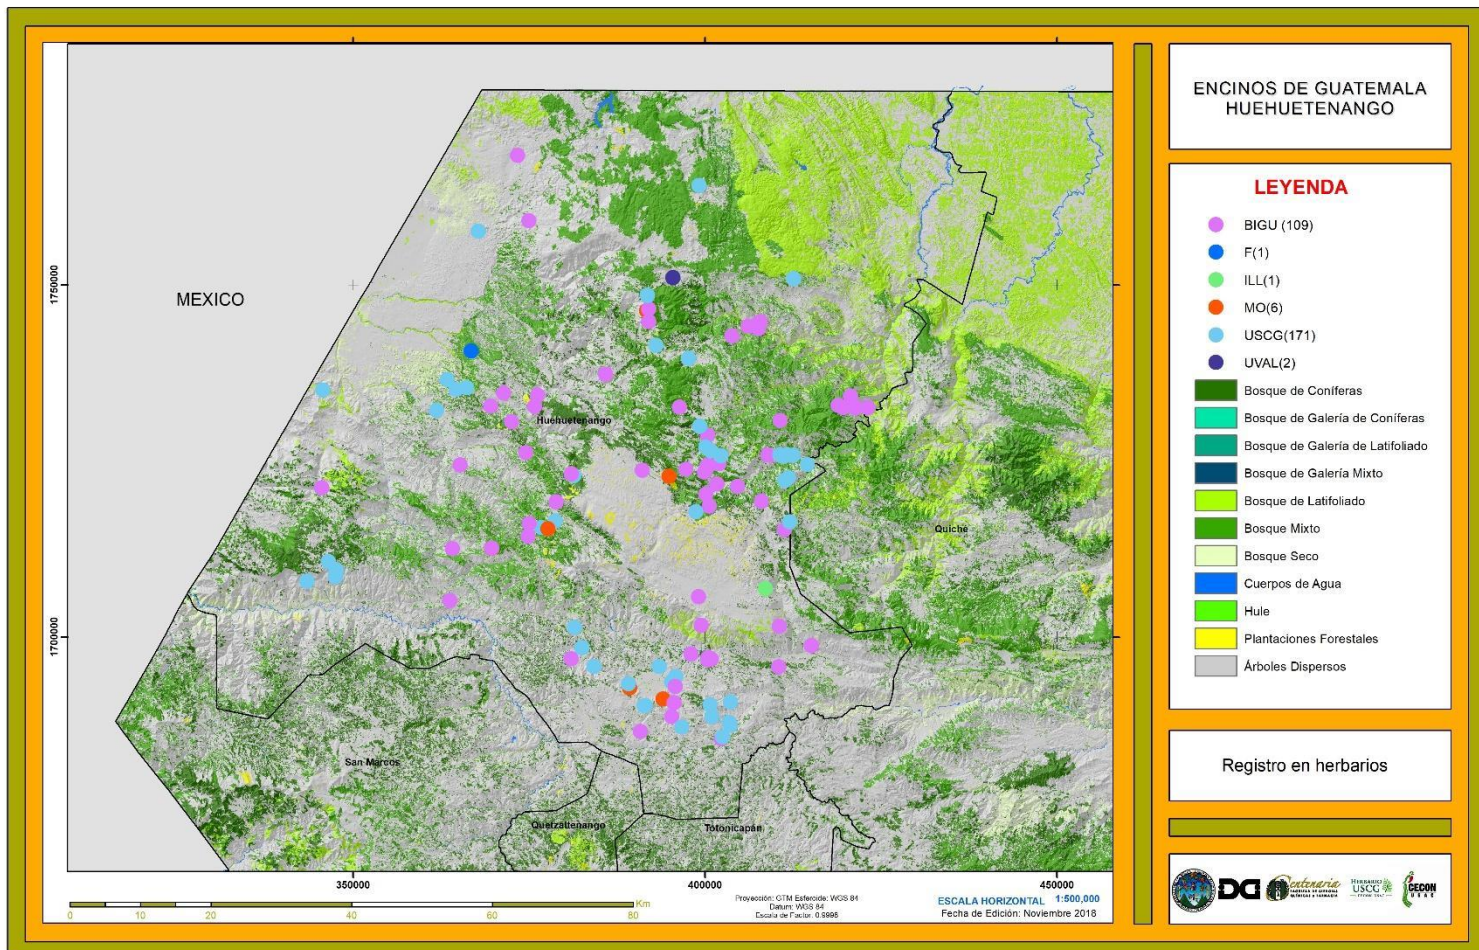 ENCINOS DE GUATEMALA
HUEHUETENANGO
LEYENDA
BIGU (109)
F(1)
ILL(1)
MO(6)
USCG(171)
UVAL(2)
Bosque de Coníferas
Bosque de Galería de Coníferas
Bosque de Galería de Latifoliado
Bosque de Galería Mixto
Bosque de Latifoliado
Bosque Mixto
Bosque Seco
Cuerpos de Agua
Hule
Plantaciones Forestales
Árboles Dispersos
Registro en herbarios
MEXICO
Huehuetenango
Quiché
San Marcos
Quetzaltenango
Totonicapán
1750000
1700000
350000
400000
450000
0 10 20 40 60 80 Km
Proyección: GTM Esferoide: WGS 84
Datum: WGS 84
Escala de Factor: 0.9998
ESCALA HORIZONTAL 1:500,000
Fecha de Edición: Noviembre 2018
Centenaria
HERBARIO
USCG
CECON
USAC